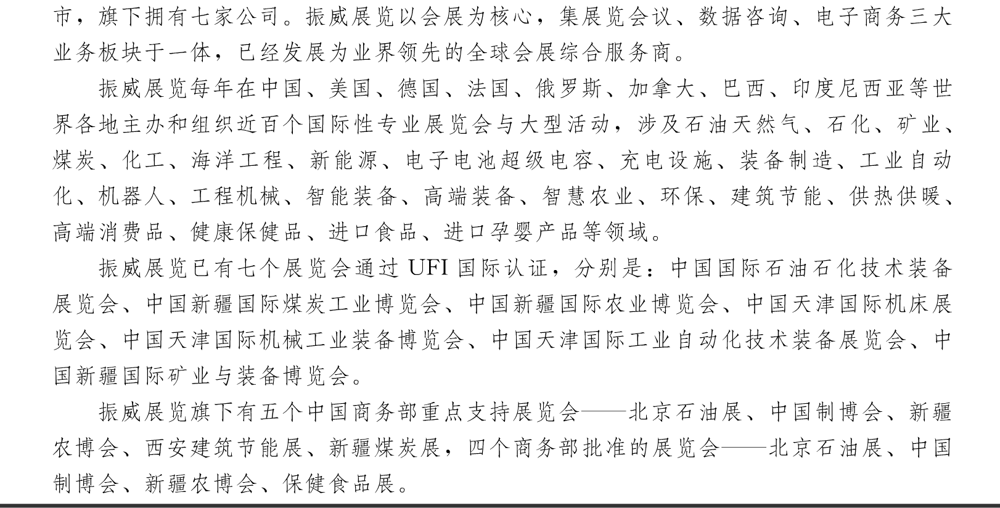 市，旗下拥有七家公司。振威展览以会展为核心，集展览会议、数据咨询、电子商务三大
业务板块于一体，已经发展为业界领先的全球会展综合服务商。
振威展览每年在中国、美国、德国、法国、俄罗斯、加拿大、巴西、印度尼西亚等世
界各地主办和组织近百个国际性专业展览会与大型活动，涉及石油天然气、石化、矿业、
煤炭、化工、海洋工程、新能源、电子电池超级电容、充电设施、装备制造、工业自动
化、机器人、工程机械、智能装备、高端装备、智慧农业、环保、建筑节能、供热供暖、
高端消费品、健康保健品、进口食品、进口孕婴产品等领域。
振威展览已有七个展览会通过 UFI 国际认证，分别是：中国国际石油石化技术装备
展览会、中国新疆国际煤炭工业博览会、中国新疆国际农业博览会、中国天津国际机床展
览会、中国天津国际机械工业装备博览会、中国天津国际工业自动化技术装备展览会、中
国新疆国际矿业与装备博览会。
振威展览旗下有五个中国商务部重点支持展览会——北京石油展、中国制博会、新疆
农博会、西安建筑节能展、新疆煤炭展，四个商务部批准的展览会——北京石油展、中国
制博会、新疆农博会、保健食品展。